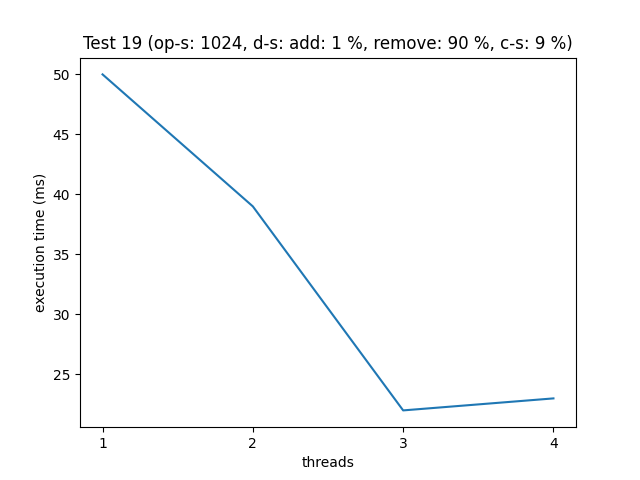 Test 19 (op-s: 1024, d-s: add: 1 %, remove: 90 %, c-s: 9 %)
50
45
40
35
30
25
execution time (ms)
1 2 3 4
threads